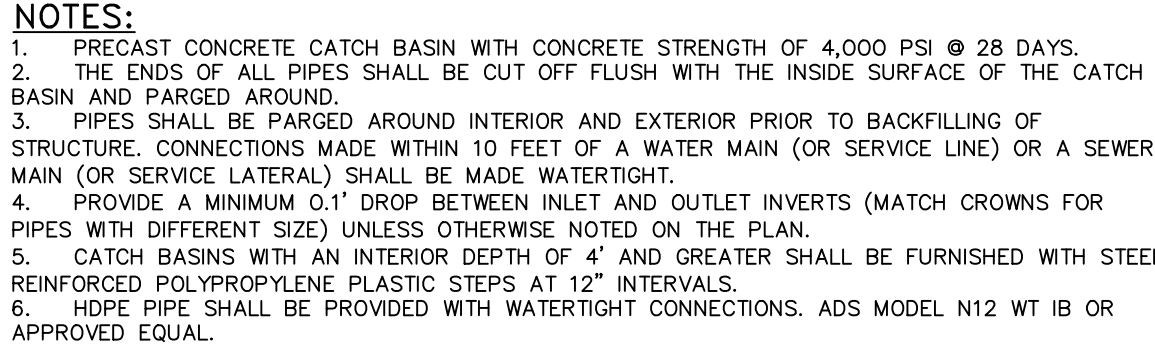 NOTES:
1. PRECAST CONCRETE CATCH BASIN WITH CONCRETE STRENGTH OF 4,000 PSI @ 28 DAYS.
2. THE ENDS OF ALL PIPES SHALL BE CUT OFF FLUSH WITH THE INSIDE SURFACE OF THE CATCH
BASIN AND PARGED AROUND.
3. PIPES SHALL BE PARGED AROUND INTERIOR AND EXTERIOR PRIOR TO BACKFILLING OF
STRUCTURE. CONNECTIONS MADE WITHIN 10 FEET OF A WATER MAIN (OR SERVICE LINE) OR A SEWER
MAIN (OR SERVICE LATERAL) SHALL BE MADE WATERTIGHT.
4. PROVIDE A MINIMUM 0.1' DROP BETWEEN INLET AND OUTLET INVERTS (MATCH CROWNS FOR
PIPES WITH DIFFERENT SIZE) UNLESS OTHERWISE NOTED ON THE PLAN.
5. CATCH BASINS WITH AN INTERIOR DEPTH OF 4' AND GREATER SHALL BE FURNISHED WITH STEEL
REINFORCED POLYPROPYLENE PLASTIC STEPS AT 12" INTERVALS.
6. HDPE PIPE SHALL BE PROVIDED WITH WATERTIGHT CONNECTIONS. ADS MODEL N12 WT IB OR
APPROVED EQUAL.